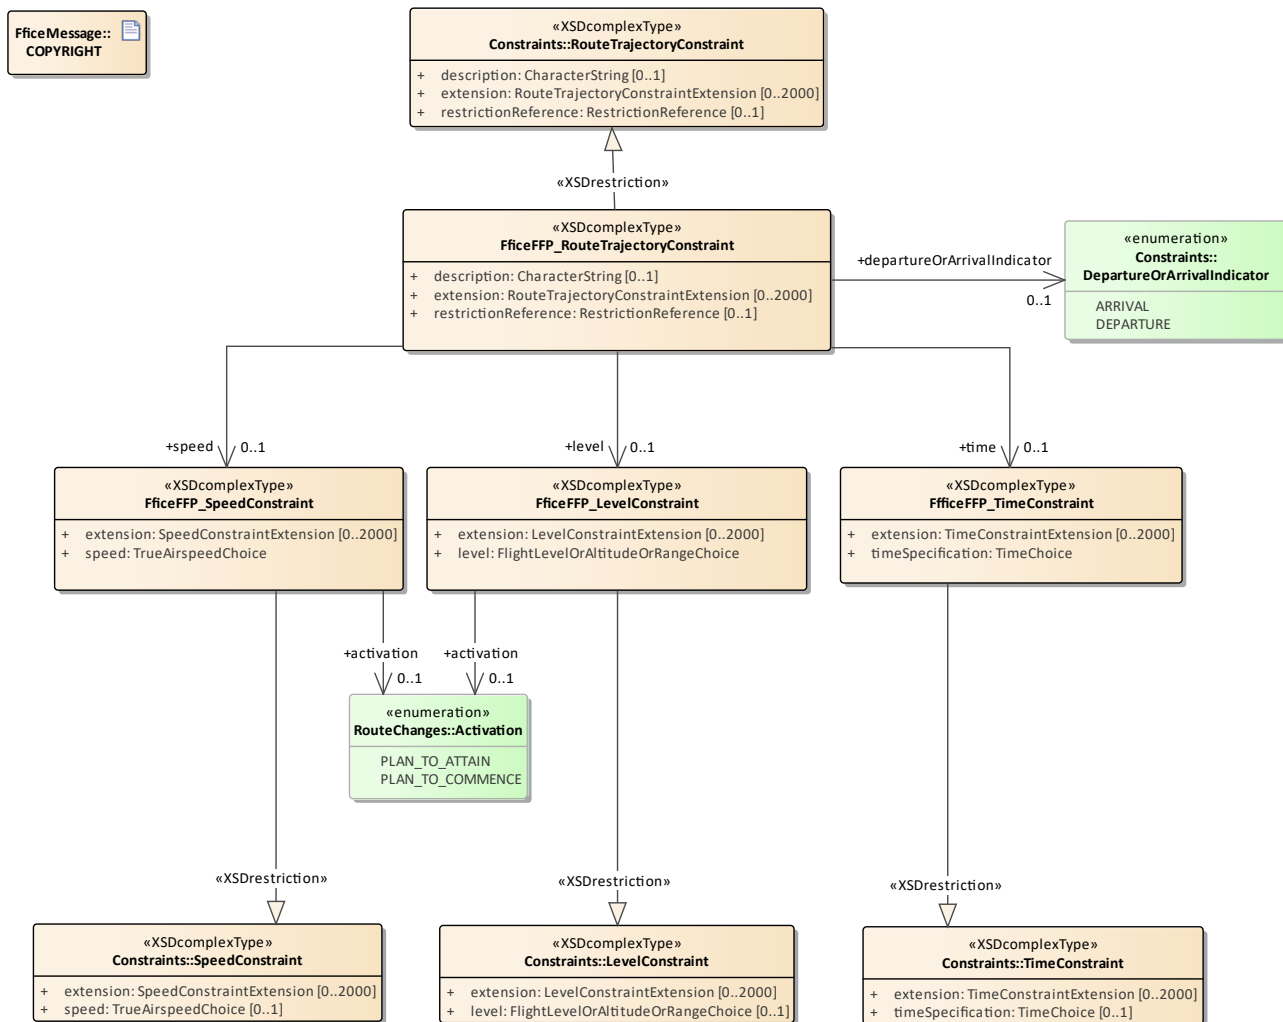 FficeMessage::
COPYRIGHT
«XSDcomplexType»
Constraints::RouteTrajectoryConstraint
+ description: CharacterString [0..1]
+ extension: RouteTrajectoryConstraintExtension [0..2000]
+ restrictionReference: RestrictionReference [0..1]
«XSDrestriction»
«XSDcomplexType»
FficeFFP_RouteTrajectoryConstraint
+ description: CharacterString [0..1]
+ extension: RouteTrajectoryConstraintExtension [0..2000]
+ restrictionReference: RestrictionReference [0..1]
+departureOrArrivalIndicator
0..1
«enumeration»
Constraints::
DepartureOrArrivalIndicator
ARRIVAL
DEPARTURE
+speed 0..1
+level 0..1
+time 0..1
«XSDcomplexType»
FficeFFP_SpeedConstraint
+ extension: SpeedConstraintExtension [0..2000]
+ speed: TrueAirspeedChoice
«XSDcomplexType»
FficeFFP_LevelConstraint
+ extension: LevelConstraintExtension [0..2000]
+ level: FlightLevelOrAltitudeOrRangeChoice
«XSDcomplexType»
FfficeFFP_TimeConstraint
+ extension: TimeConstraintExtension [0..2000]
+ timeSpecification: TimeChoice
+activation
0..1
+activation
0..1
«enumeration»
RouteChanges::Activation
PLAN_TO_ATTAIN
PLAN_TO_COMMENCE
«XSDrestriction»
«XSDrestriction»
«XSDrestriction»
«XSDcomplexType»
Constraints::SpeedConstraint
+ extension: SpeedConstraintExtension [0..2000]
+ speed: TrueAirspeedChoice [0..1]
«XSDcomplexType»
Constraints::LevelConstraint
+ extension: LevelConstraintExtension [0..2000]
+ level: FlightLevelOrAltitudeOrRangeChoice [0..1]
«XSDcomplexType»
Constraints::TimeConstraint
+ extension: TimeConstraintExtension [0..2000]
+ timeSpecification: TimeChoice [0..1]